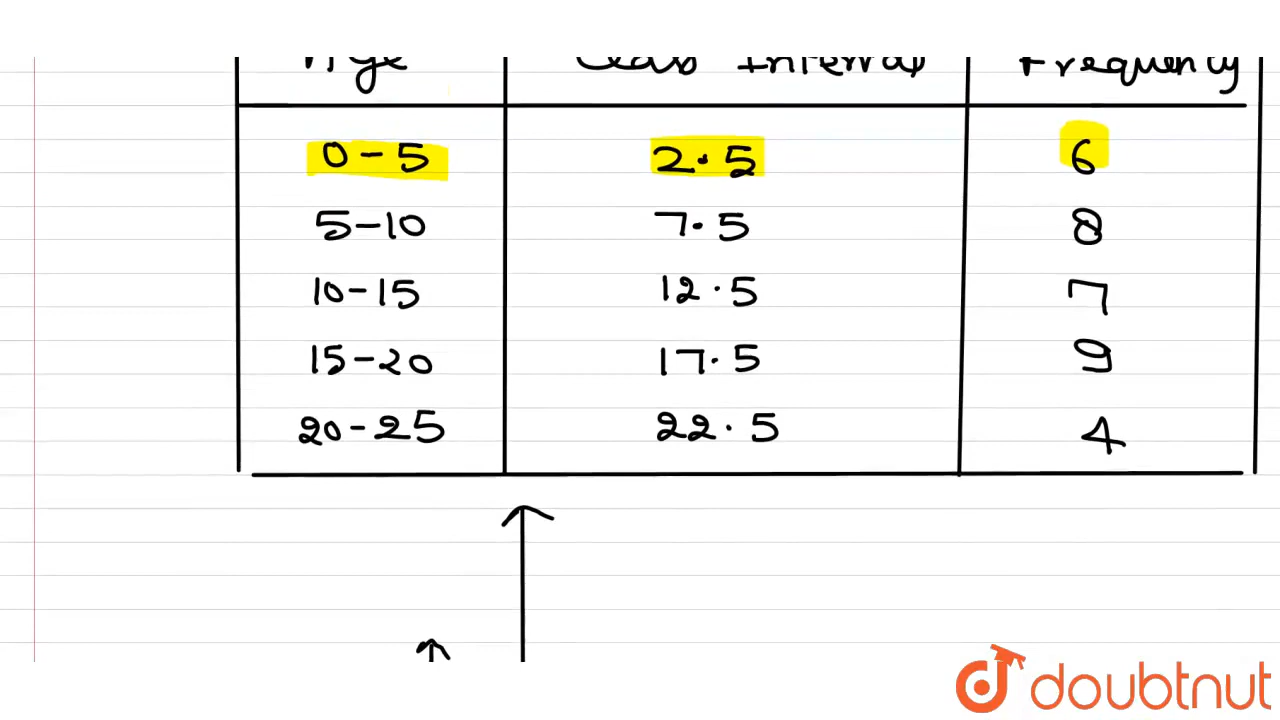 Age Class Interval Frequency
0-5 2.5 6
5-10 7.5 8
10-15 12.5 7
15-20 17.5 9
20-25 22.5 4
doubtnut